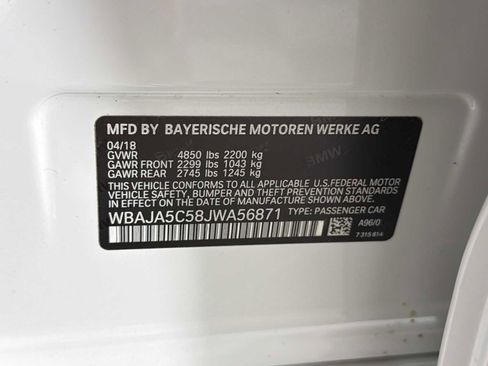 MFD BY BAYERISCHE MOTOREN WERKE AG
04/18
GVWR 4850 lbs 2200 kg
GAWR FRONT 2299 lbs 1043 kg
GAWR REAR 2745 lbs 1245 kg
THIS VEHICLE CONFORMS TO ALL APPLICABLE U.S.FEDERAL MOTOR
VEHICLE SAFETY, BUMPER AND THEFT PREVENTION STANDARDS
IN EFFECT ON THE DATE OF MANUFACTURE SHOWN ABOVE.
WBAJA5C58JWA56871 TYPE: PASSENGER CAR
A96/0
7315814